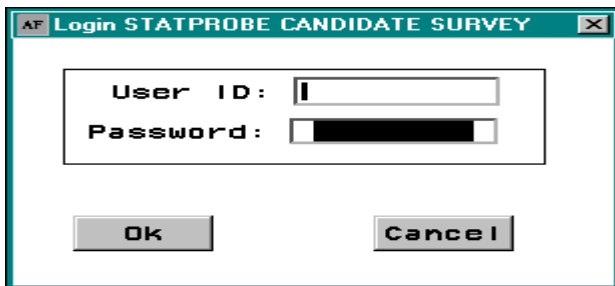 AF Login STATPROBE CANDIDATE SURVEY
User ID:
Password:
Ok Cancel